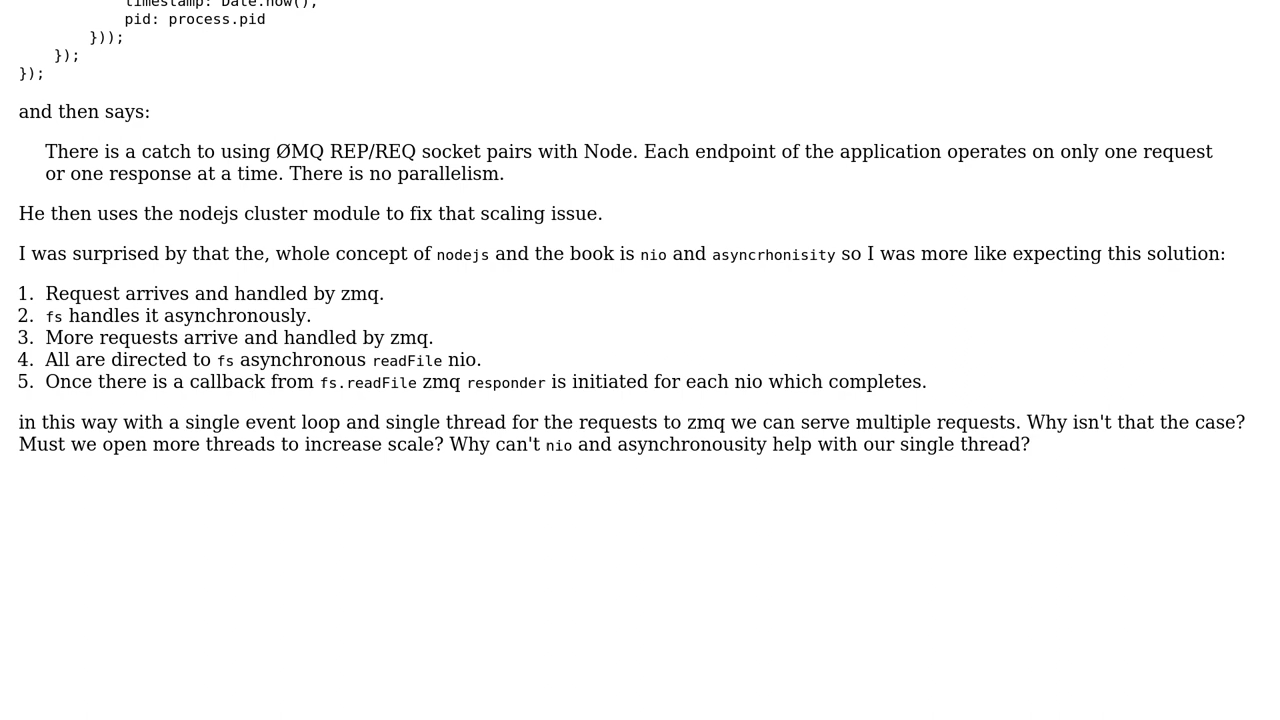 timestamp: Date.now(),
pid: process.pid
}));
});
});
and then says:
There is a catch to using ØMQ REP/REQ socket pairs with Node. Each endpoint of the application operates on only one request
or one response at a time. There is no parallelism.
He then uses the nodejs cluster module to fix that scaling issue.
I was surprised by that the, whole concept of nodejs and the book is nio and asyncrhonisity so I was more like expecting this solution:
1. Request arrives and handled by zmq.
2. fs handles it asynchronously.
3. More requests arrive and handled by zmq.
4. All are directed to fs asynchronous readFile nio.
5. Once there is a callback from fs.readFile zmq responder is initiated for each nio which completes.
in this way with a single event loop and single thread for the requests to zmq we can serve multiple requests. Why isn't that the case?
Must we open more threads to increase scale? Why can't nio and asynchronousity help with our single thread?